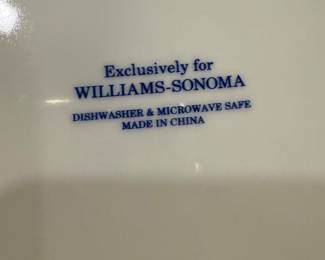 Exclusively for
WILLIAMS-SONOMA
DISHWASHER & MICROWAVE SAFE
MADE IN CHINA